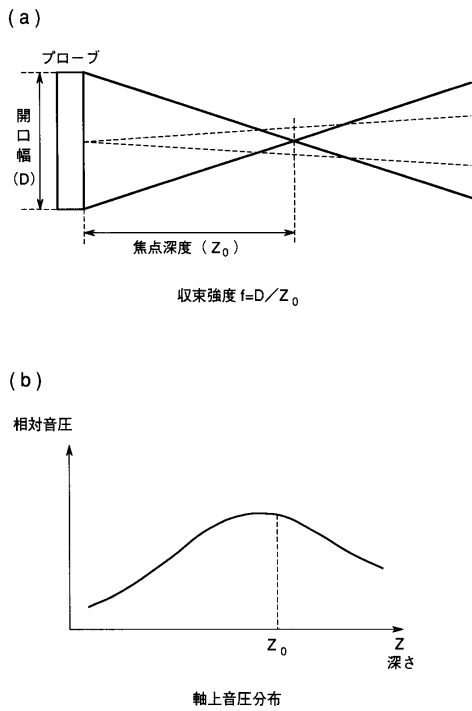 (a)
プローブ
開口幅(D)
焦点深度(Z₀)
収束強度 f=D／Z₀
(b)
相対音圧
Z₀
Z
深さ
軸上音圧分布